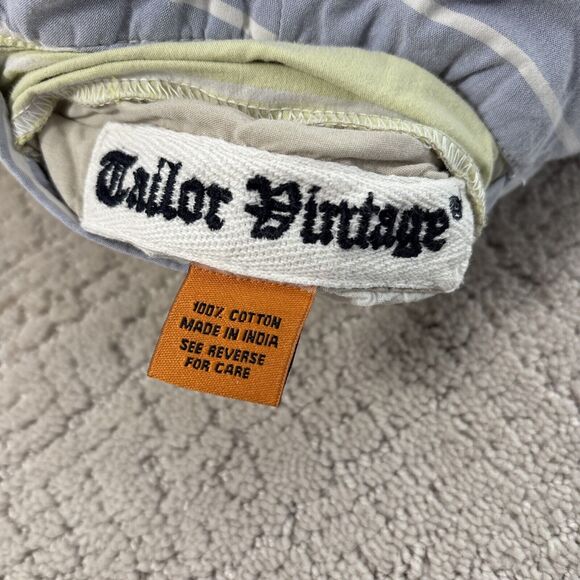 Tailor Vintage®
100% COTTON
MADE IN INDIA
SEE REVERSE
FOR CARE